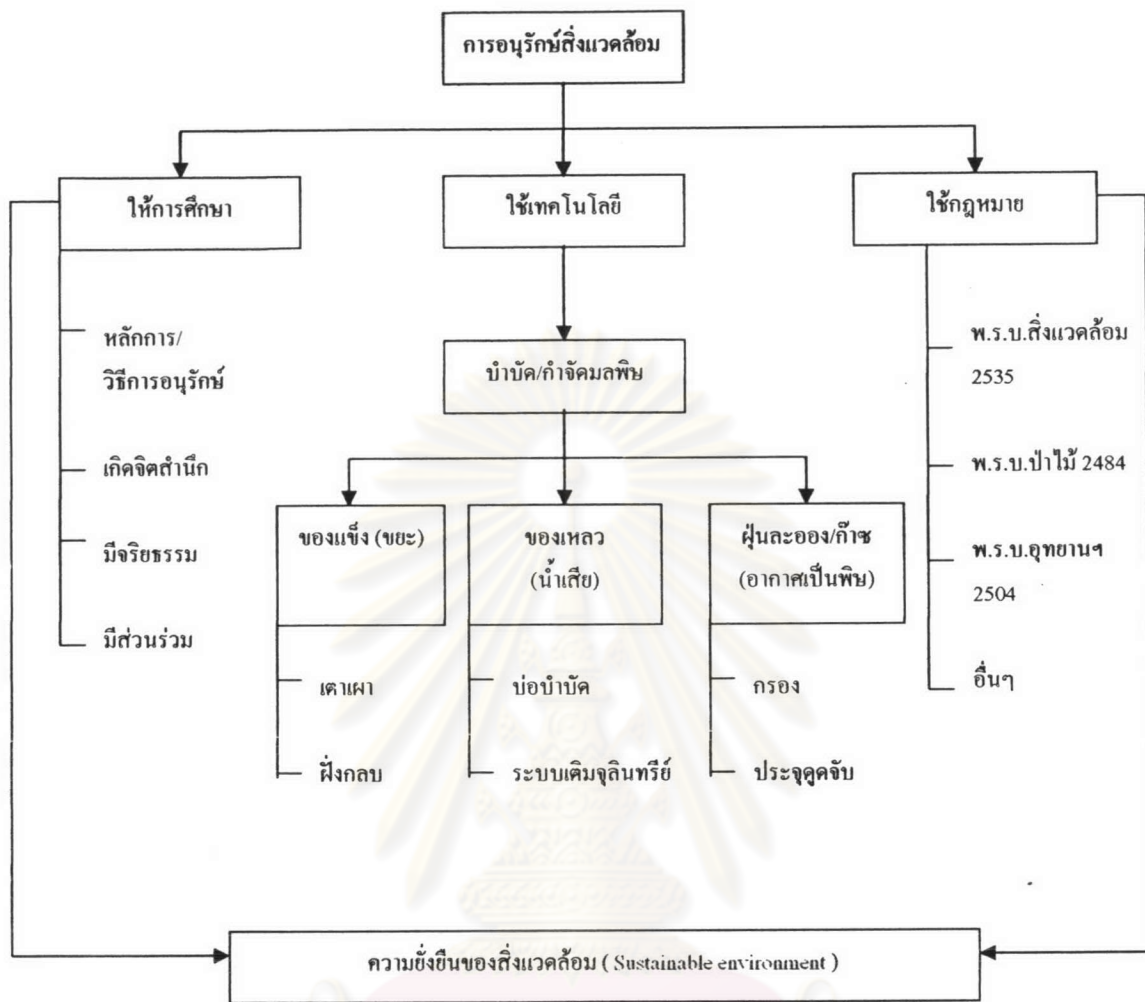 การอนุรักษ์สิ่งแวดล้อม
ให้การศึกษา
ใช้เทคโนโลยี
ใช้กฎหมาย
หลักการ/
วิธีการอนุรักษ์
เกิดจิตสำนึก
มีจริยธรรม
มีส่วนร่วม
บำบัด/กำจัดมลพิษ
ของแข็ง (ขยะ)
เตาเผา
ฝั่งกลบ
ของเหลว
(น้ำเสีย)
บ่อบำบัด
ระบบเติมจุลินทรีย์
ฝุ่นละออง/ก๊าซ
(อากาศเป็นพิษ)
กรอง
ประจุดูดจับ
พ.ร.บ.สิ่งแวดล้อม
2535
พ.ร.บ.ป่าไม้ 2484
พ.ร.บ.อุทยานฯ
2504
อื่นๆ
ความยั่งยืนของสิ่งแวดล้อม ( Sustainable environment )